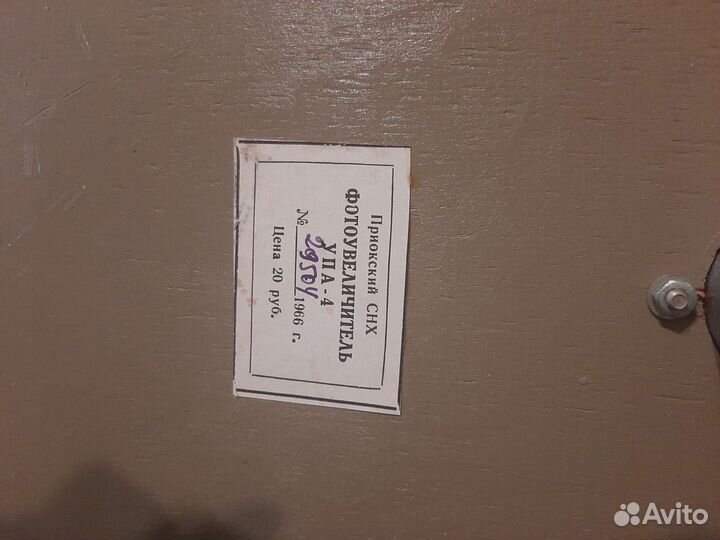 Приокский СНХ
ФОТОУВЕЛИЧИТЕЛЬ
УПА-4
№ 29504 1966 г.
Цена 20 руб.
Avito